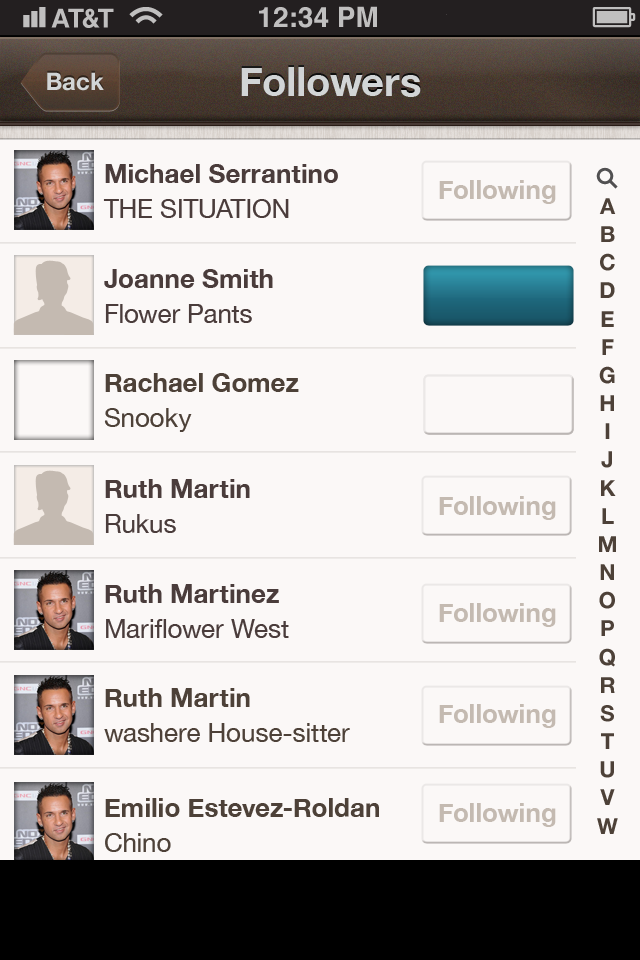 AT&T 12:34 PM
Back
Followers
Michael Serrantino
THE SITUATION
Following
Joanne Smith
Flower Pants
Rachael Gomez
Snooky
Ruth Martin
Rukus
Following
Ruth Martinez
Mariflower West
Following
Ruth Martin
washere House-sitter
Following
Emilio Estevez-Roldan
Chino
Following
A
B
C
D
E
F
G
H
I
J
K
L
M
N
O
P
Q
R
S
T
U
V
W